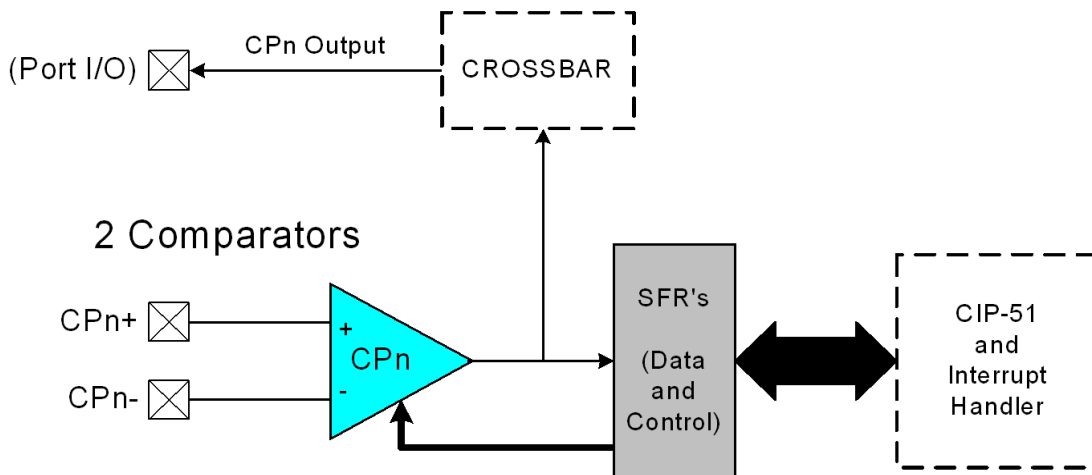 (Port I/O)
CPn Output
CROSSBAR
2 Comparators
CPn+
CPn-
+
CPn
-
SFR's
(Data
and
Control)
CIP-51
and
Interrupt
Handler